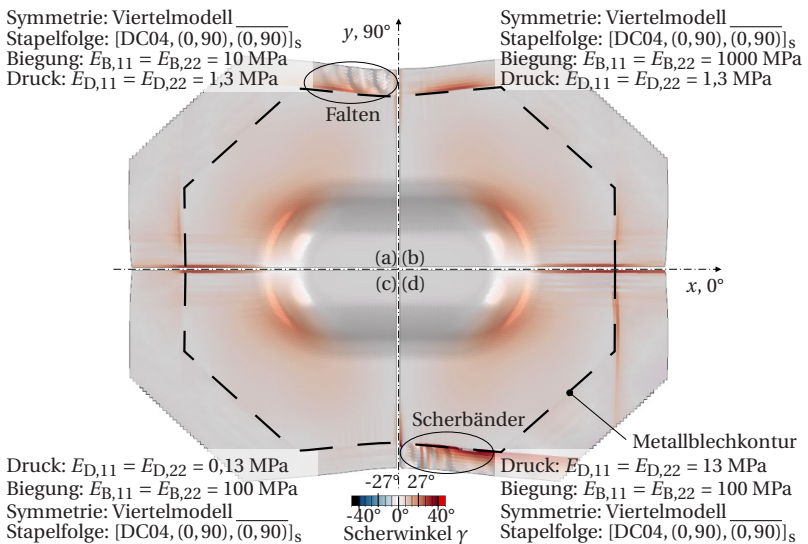 Symmetrie: Viertelmodell
Stapelfolge: [DC04, (0,90), (0,90)]s
Biegung: EB,11 = EB,22 = 10 MPa
Druck: ED,11 = ED,22 = 1,3 MPa
y, 90°
Symmetrie: Viertelmodell
Stapelfolge: [DC04, (0,90), (0,90)]s
Biegung: EB,11 = EB,22 = 1000 MPa
Druck: ED,11 = ED,22 = 1,3 MPa
Falten
(a) (b)
(c) (d)
x, 0°
Scherbänder
Metallblechkontur
Druck: ED,11 = ED,22 = 0,13 MPa
Biegung: EB,11 = EB,22 = 100 MPa
Symmetrie: Viertelmodell
Stapelfolge: [DC04, (0,90), (0,90)]s
-27° 27°
-40° 0° 40°
Scherwinkel γ
Druck: ED,11 = ED,22 = 13 MPa
Biegung: EB,11 = EB,22 = 100 MPa
Symmetrie: Viertelmodell
Stapelfolge: [DC04, (0,90), (0,90)]s